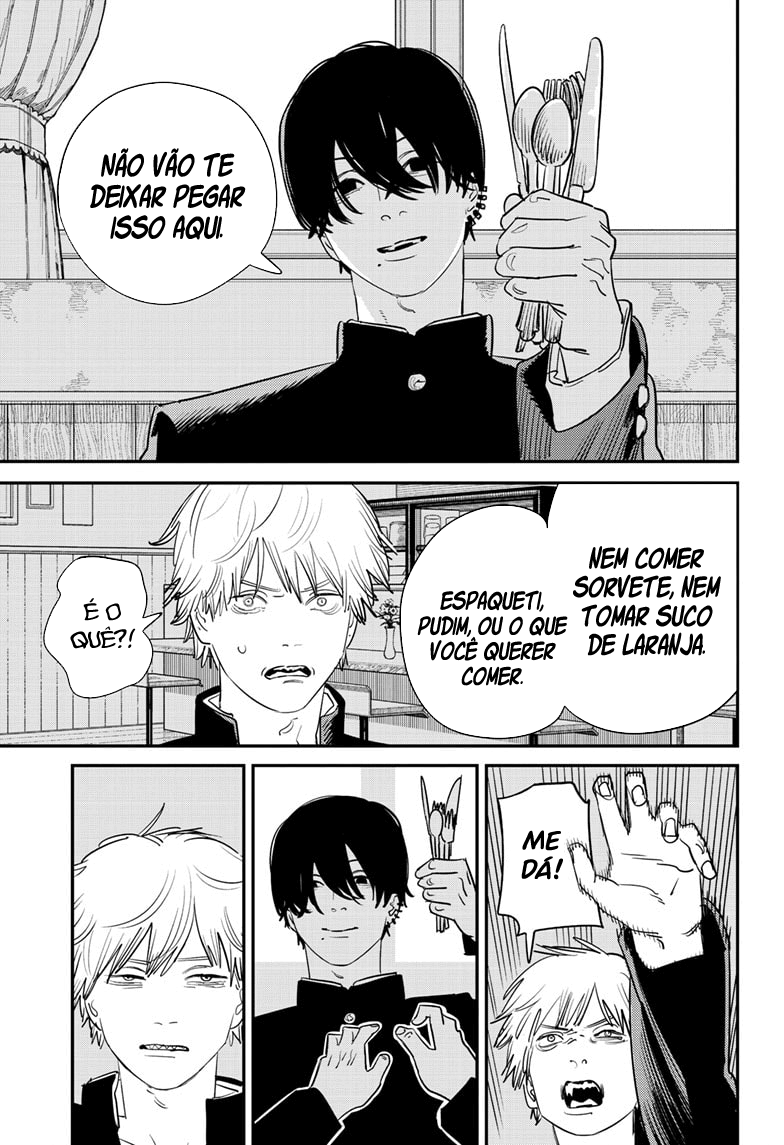 NÃO VÃO TE
DEIXAR PEGAR
ISSO AQUI.
NEM COMER
SORVETE, NEM
TOMAR SUCO
DE LARANJA.
ESPAQUETI,
PUDIM, OU O QUE
VOCÊ QUERER
COMER.
É O
QUÊ?!
ME
DÁ!